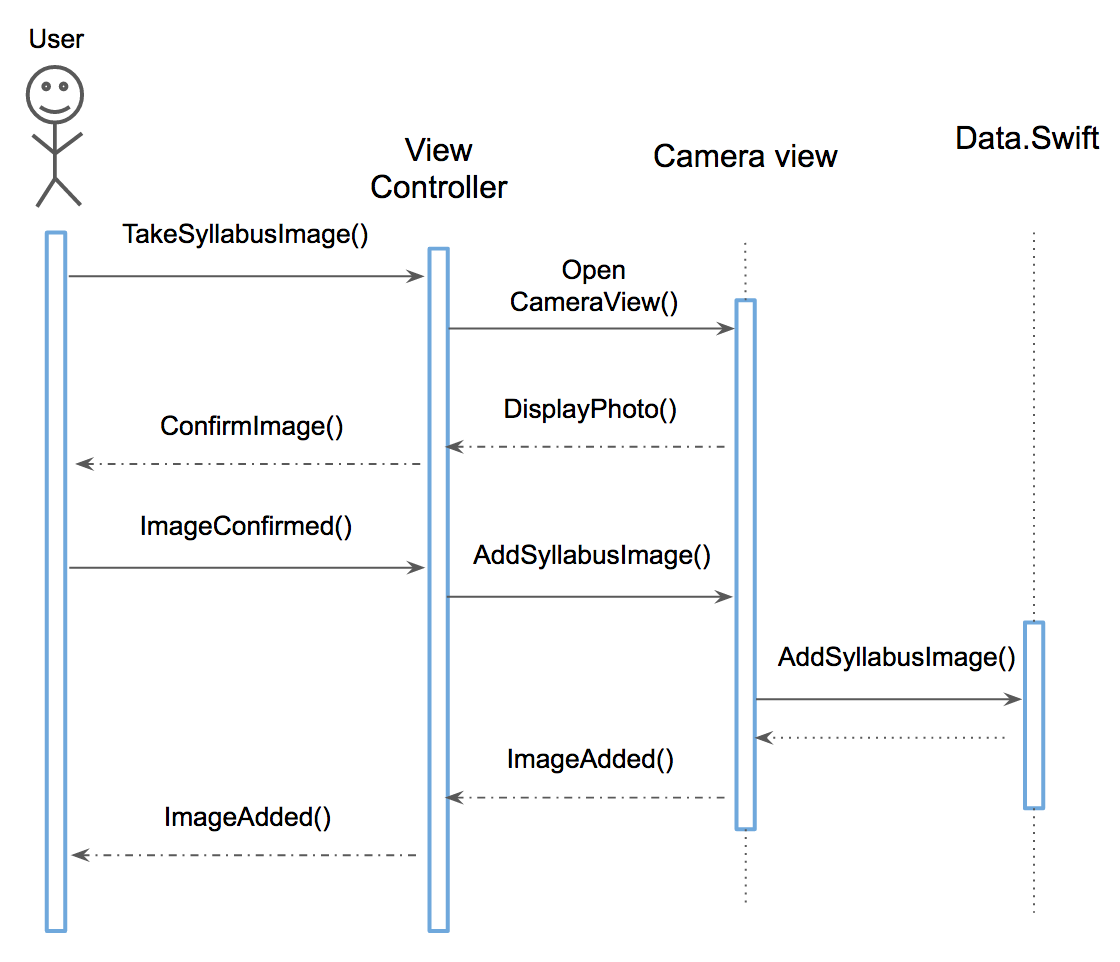 User
View
Controller
Camera view
Data.Swift
TakeSyllabusImage()
Open
CameraView()
DisplayPhoto()
ConfirmImage()
ImageConfirmed()
AddSyllabusImage()
AddSyllabusImage()
ImageAdded()
ImageAdded()